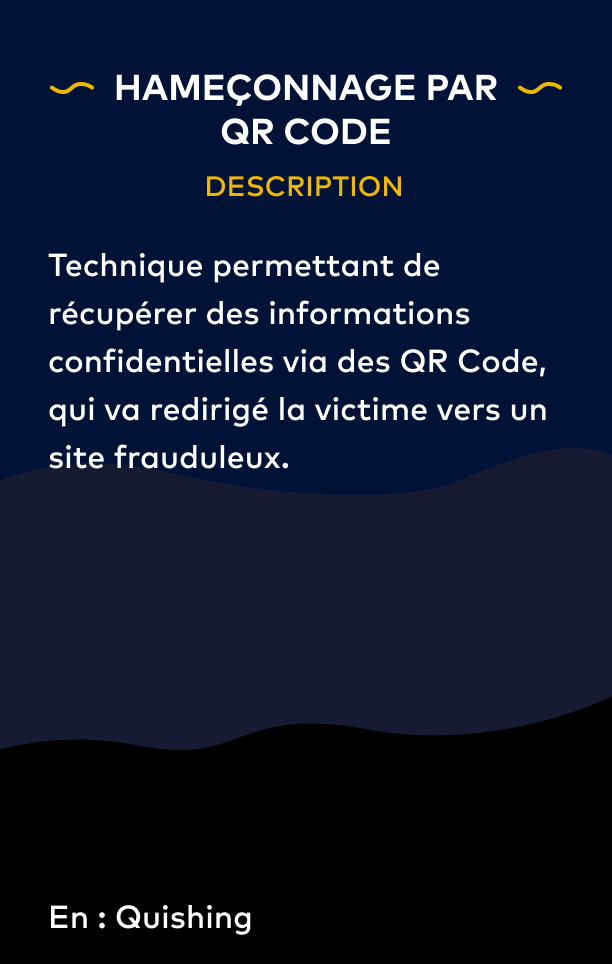 HAMEÇONNAGE PAR
QR CODE
DESCRIPTION
Technique permettant de
récupérer des informations
confidentielles via des QR Code,
qui va redirigé la victime vers un
site frauduleux.
En : Quishing